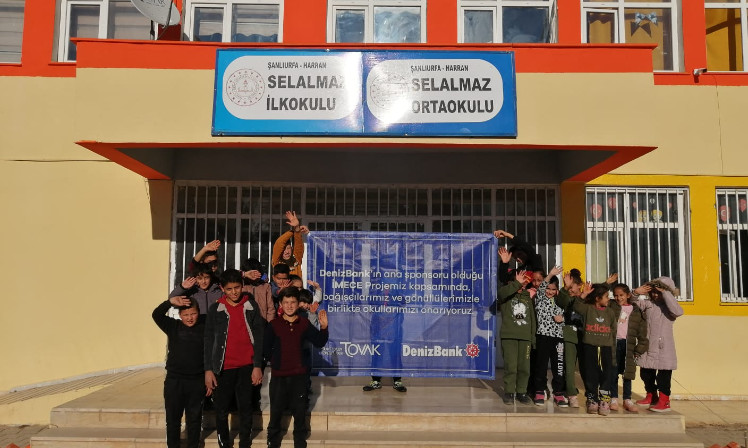 ŞANLIURFA - HARRAN
SELALMAZ
İLKOKULU
ŞANLIURFA - HARRAN
SELALMAZ
ORTAOKULU
DenizBank'ın ana sponsoru olduğu
İMECE Projemiz kapsamında,
bağışçılarımız ve gönüllülerimizle
birlikte okullarımızı onarıyoruz.
TOVAK
DenizBank
adidas